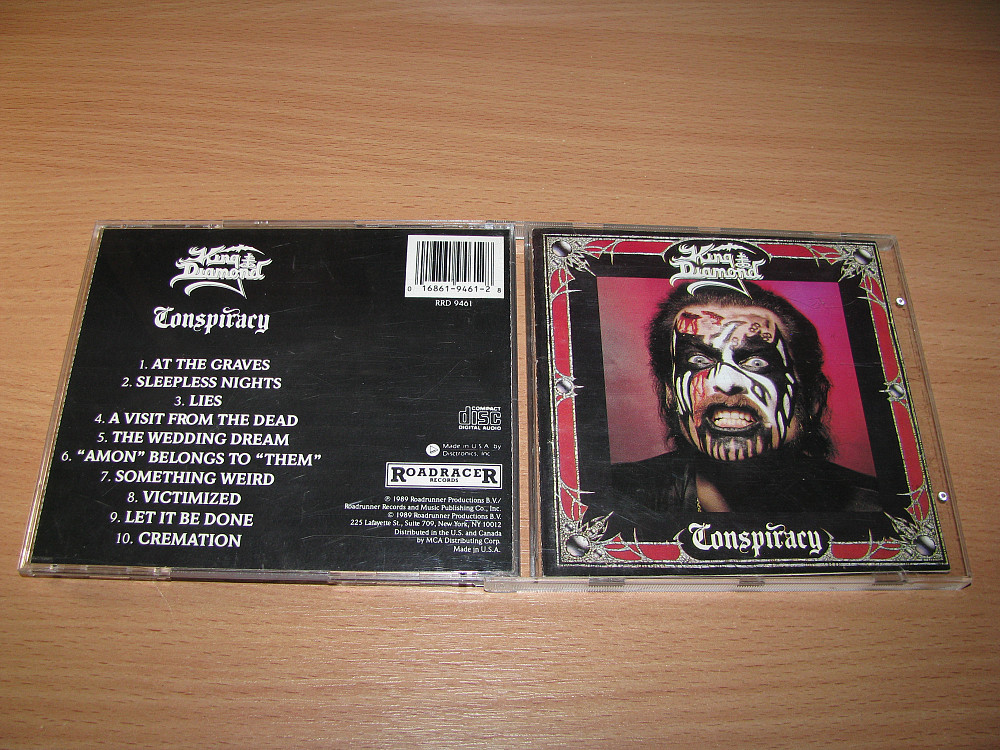 King
Diamond
Conspiracy
1. AT THE GRAVES
2. SLEEPLESS NIGHTS
3. LIES
4. A VISIT FROM THE DEAD
5. THE WEDDING DREAM
6. "AMON" BELONGS TO "THEM"
7. SOMETHING WEIRD
8. VICTIMIZED
9. LET IT BE DONE
10. CREMATION
0 16861-9461-2 8
RRD 9461
COMPACT
disc
DIGITAL AUDIO
Made in U.S.A. by
Disctronics, Inc.
ROADRACER
RECORDS
℗ 1989 Roadrunner Productions B.V./
Roadrunner Records and Music Publishing Co., Inc.
© 1989 Roadrunner Productions B.V.
225 Lafayette St., Suite 709, New York, NY 10012
Distributed in the U.S. and Canada
by MCA Distributing Corp.
Made in U.S.A.
King
Diamond
Conspiracy